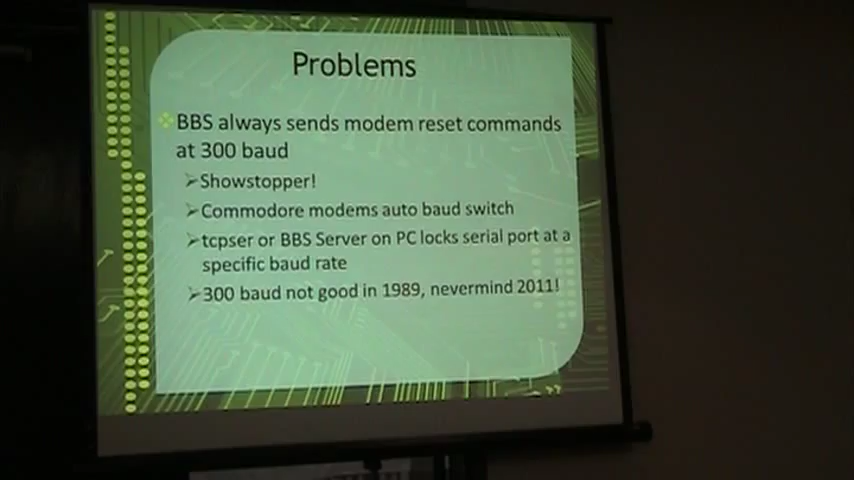 Problems
BBS always sends modem reset commands
at 300 baud
Showstopper!
Commodore modems auto baud switch
tcpser or BBS Server on PC locks serial port at a
specific baud rate
300 baud not good in 1989, nevermind 2011!